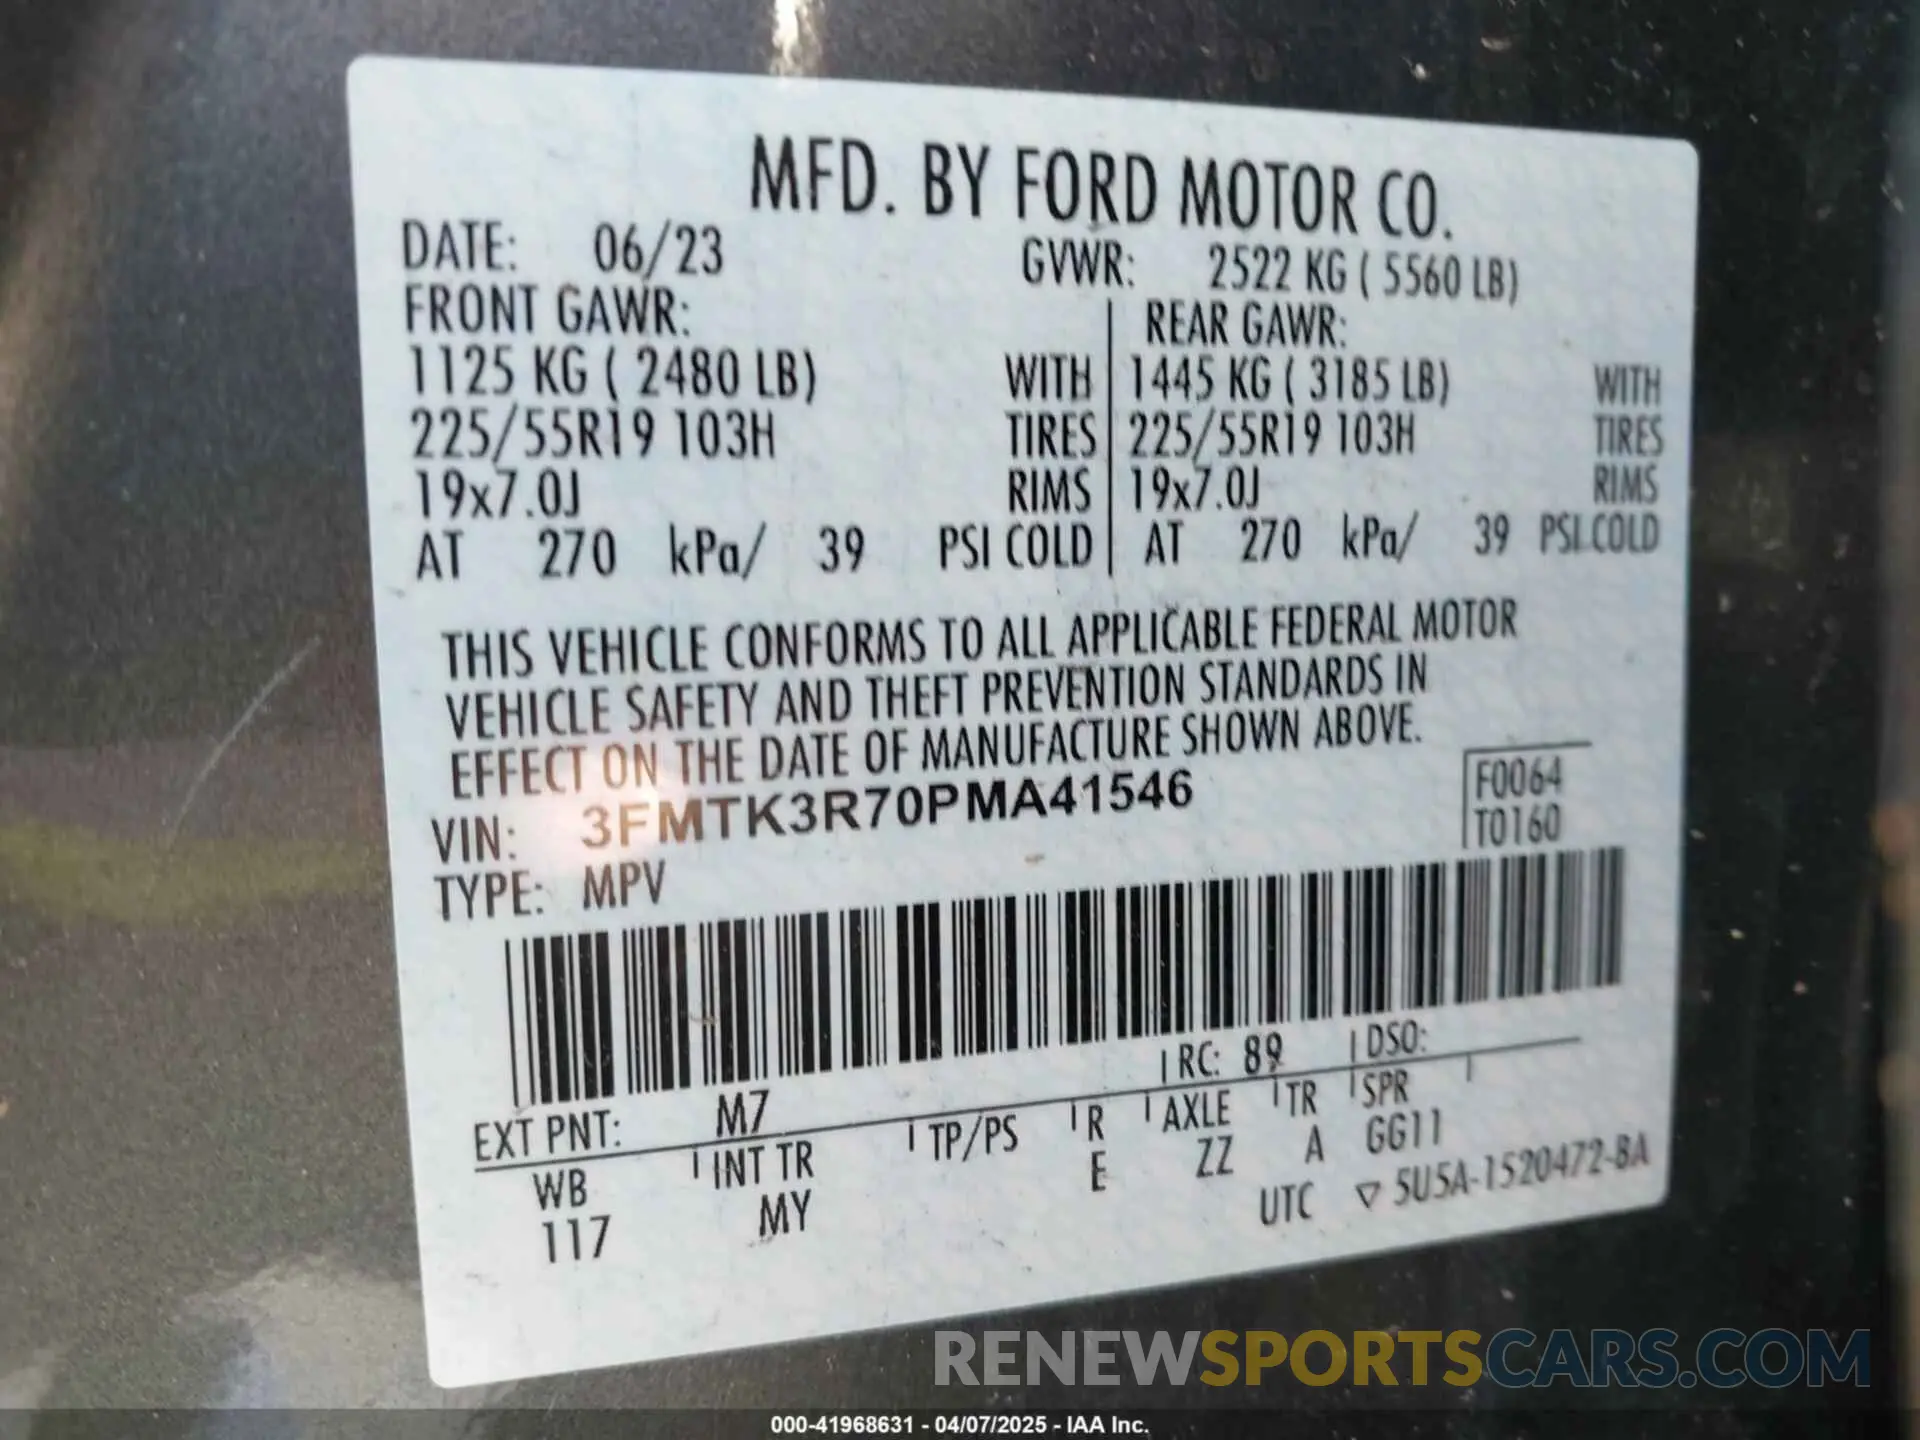 MFD. BY FORD MOTOR CO.
DATE: 06/23 GVWR: 2522 KG ( 5560 LB)
FRONT GAWR: REAR GAWR:
1125 KG ( 2480 LB) WITH 1445 KG ( 3185 LB) WITH
225/55R19 103H TIRES 225/55R19 103H TIRES
19x7.0J RIMS 19x7.0J RIMS
AT 270 kPa/ 39 PSI COLD AT 270 kPa/ 39 PSI COLD
THIS VEHICLE CONFORMS TO ALL APPLICABLE FEDERAL MOTOR
VEHICLE SAFETY AND THEFT PREVENTION STANDARDS IN
EFFECT ON THE DATE OF MANUFACTURE SHOWN ABOVE.
VIN: 3FMTK3R70PMA41546
F0064
T0160
TYPE: MPV
EXT PNT: M7 RC: 89 DSO:
WB INT TR TP/PS R AXLE TR SPR
117 MY E ZZ A GG11
UTC ▽ 5U5A-1520472-BA
RENEWSPORTSCARS.COM
000-41968631 - 04/07/2025 - IAA Inc.